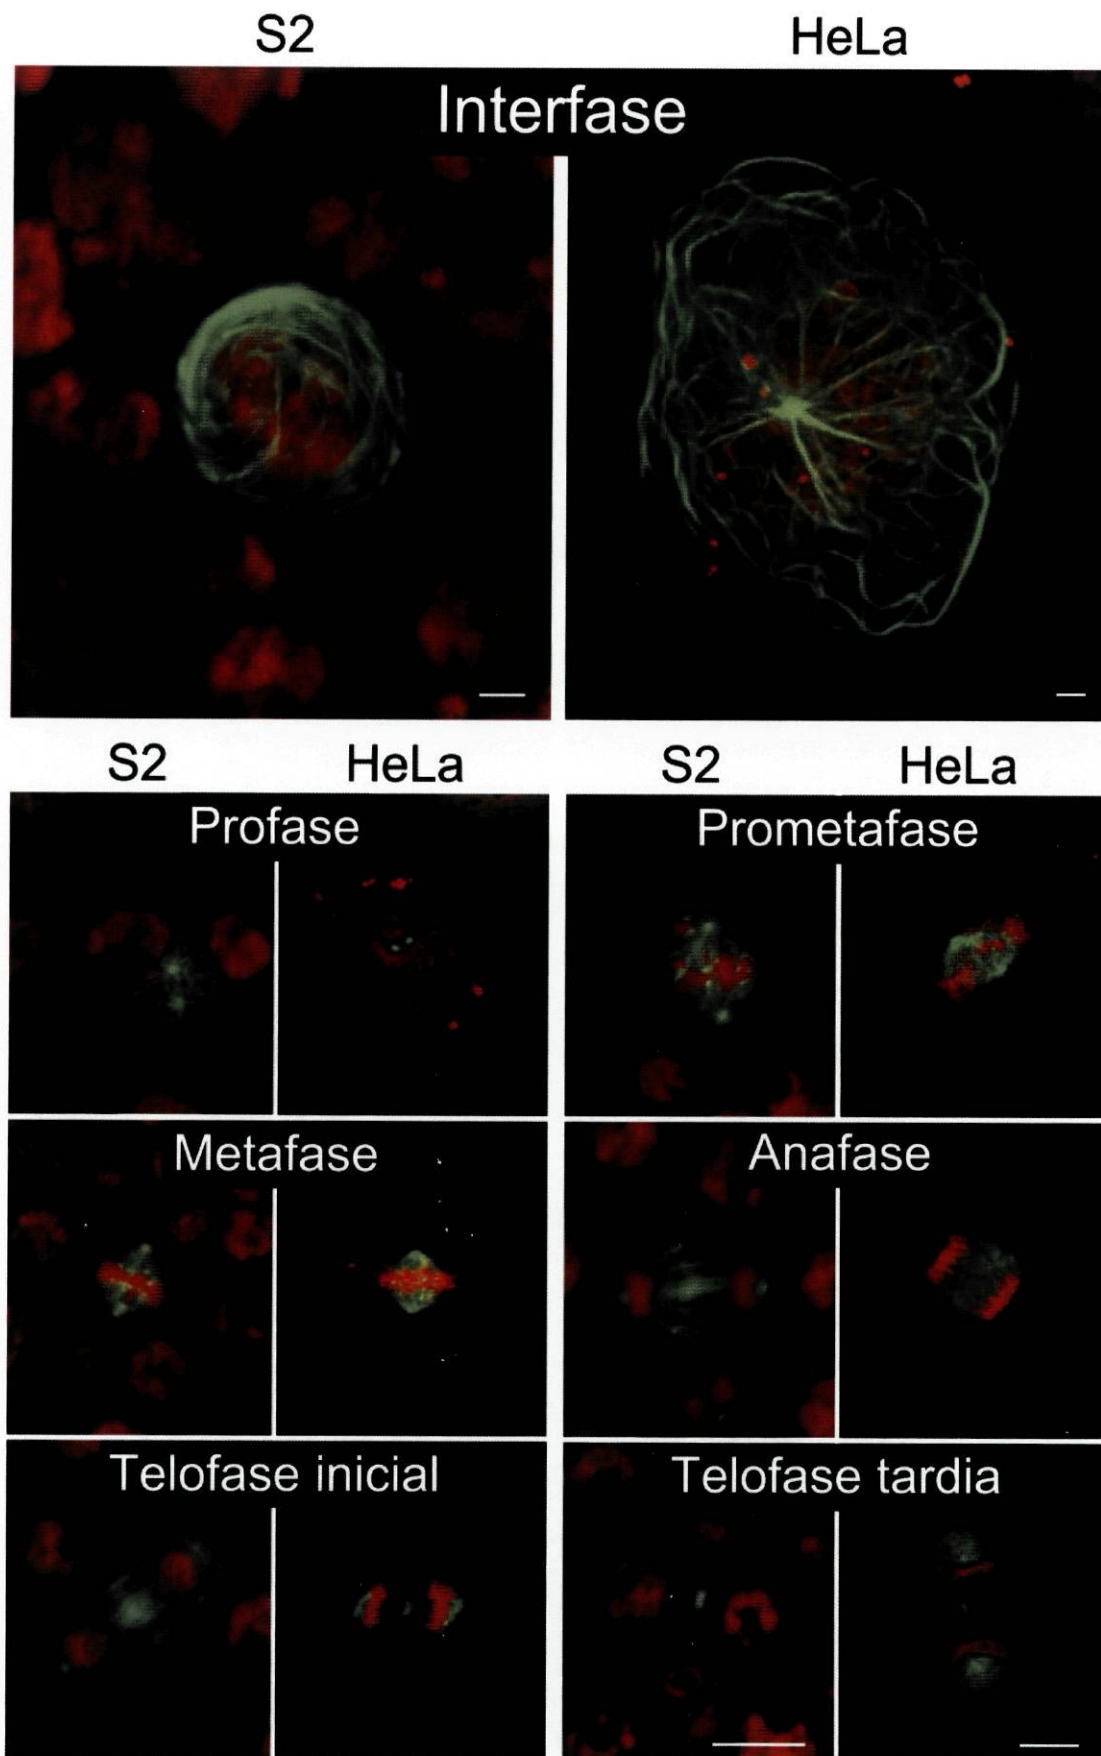 S2 HeLa
Interfase
S2 HeLa S2 HeLa
Profase Prometafase
Metafase Anafase
Telofase inicial Telofase tardia